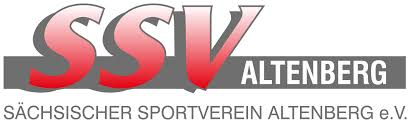 SSV ALTENBERG
SÄCHSISCHER SPORTVEREIN ALTENBERG e.V.